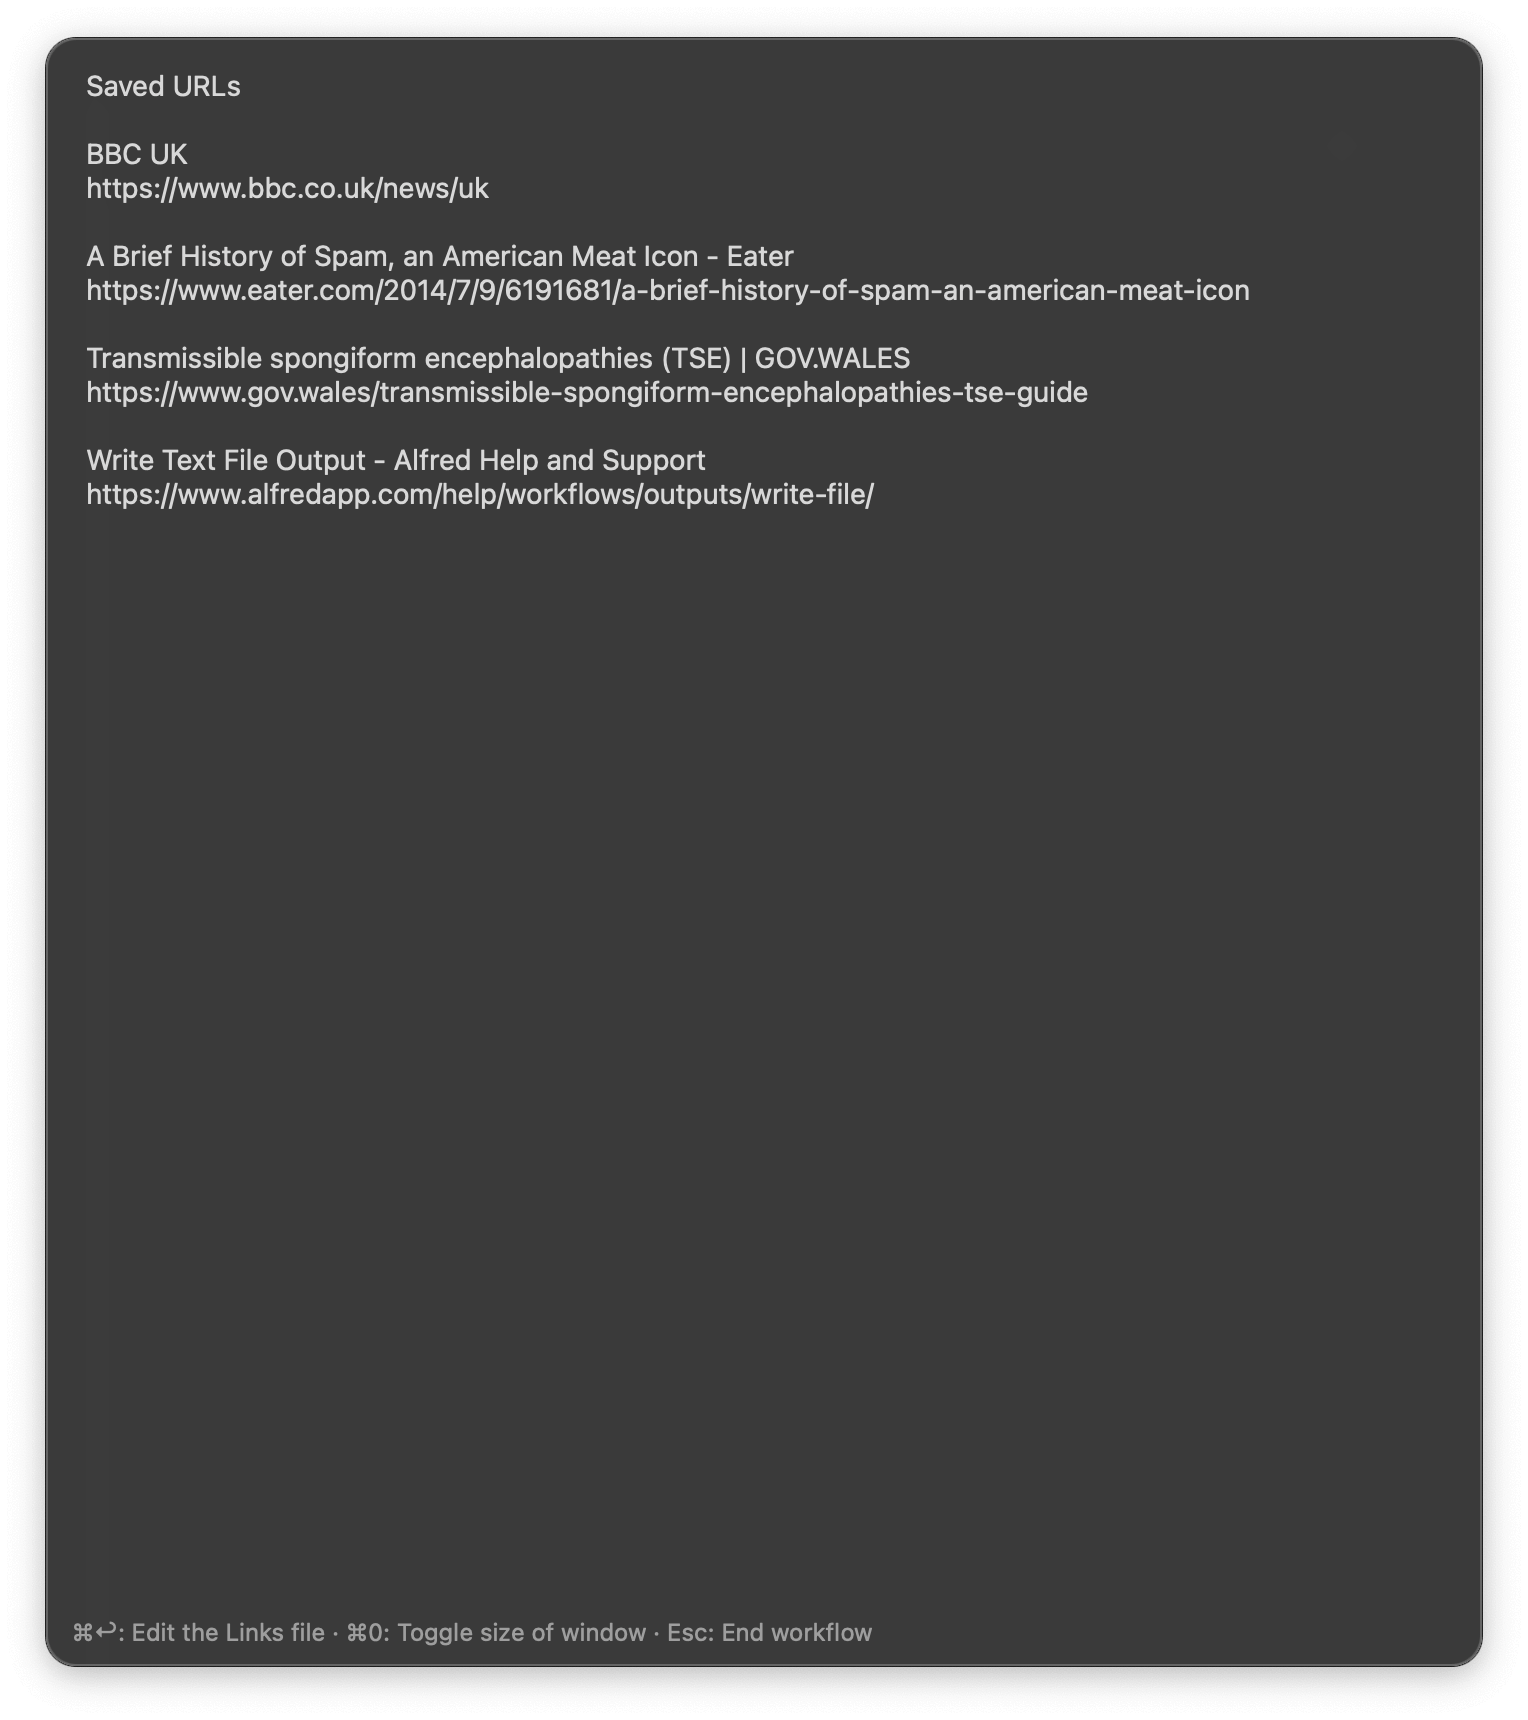 Saved URLs
BBC UK
https://www.bbc.co.uk/news/uk
A Brief History of Spam, an American Meat Icon - Eater
https://www.eater.com/2014/7/9/6191681/a-brief-history-of-spam-an-american-meat-icon
Transmissible spongiform encephalopathies (TSE) | GOV.WALES
https://www.gov.wales/transmissible-spongiform-encephalopathies-tse-guide
Write Text File Output - Alfred Help and Support
https://www.alfredapp.com/help/workflows/outputs/write-file/
⌘↩: Edit the Links file · ⌘0: Toggle size of window · Esc: End workflow